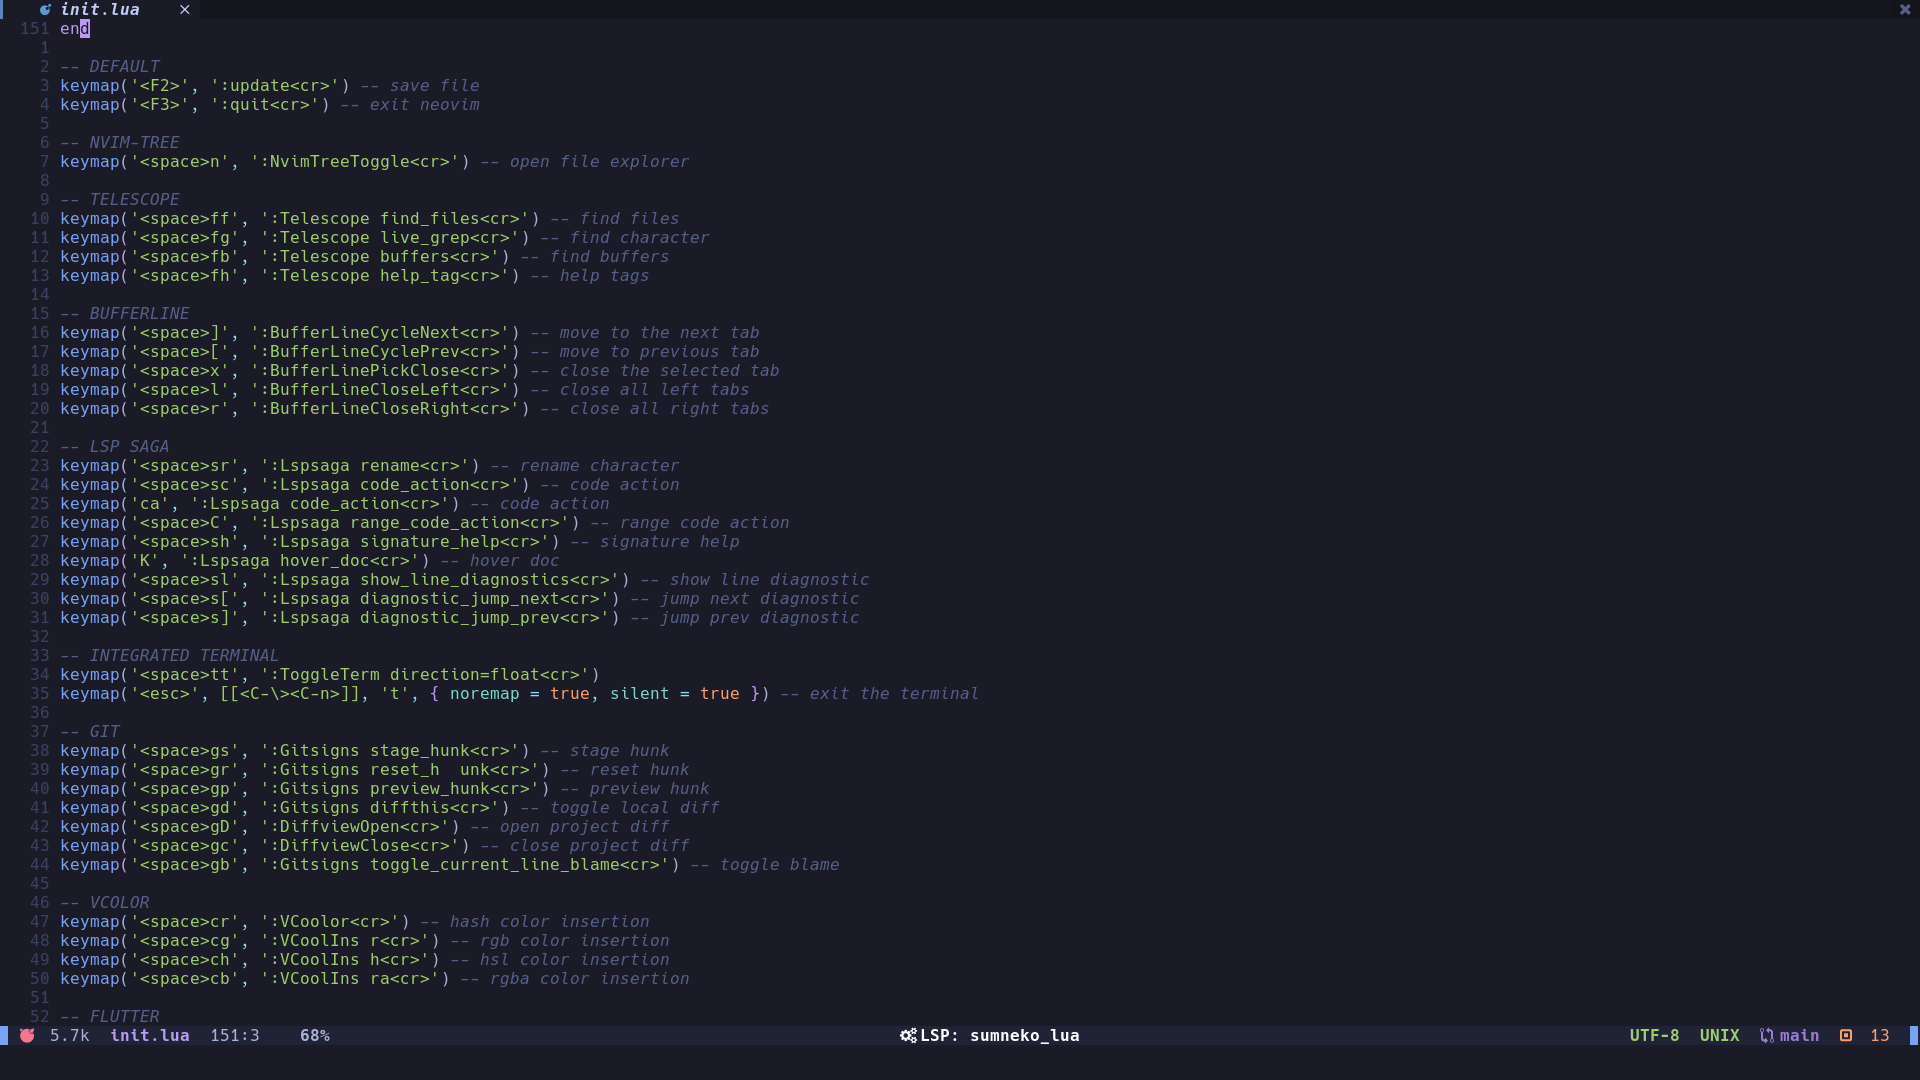 init.lua ×
151 end
1
2 -- DEFAULT
3 keymap('<F2>', ':update<cr>') -- save file
4 keymap('<F3>', ':quit<cr>') -- exit neovim
5
6 -- NVIM-TREE
7 keymap('<space>n', ':NvimTreeToggle<cr>') -- open file explorer
8
9 -- TELESCOPE
10 keymap('<space>ff', ':Telescope find_files<cr>') -- find files
11 keymap('<space>fg', ':Telescope live_grep<cr>') -- find character
12 keymap('<space>fb', ':Telescope buffers<cr>') -- find buffers
13 keymap('<space>fh', ':Telescope help_tag<cr>') -- help tags
14
15 -- BUFFERLINE
16 keymap('<space>]', ':BufferLineCycleNext<cr>') -- move to the next tab
17 keymap('<space>[', ':BufferLineCyclePrev<cr>') -- move to previous tab
18 keymap('<space>x', ':BufferLinePickClose<cr>') -- close the selected tab
19 keymap('<space>l', ':BufferLineCloseLeft<cr>') -- close all left tabs
20 keymap('<space>r', ':BufferLineCloseRight<cr>') -- close all right tabs
21
22 -- LSP SAGA
23 keymap('<space>sr', ':Lspsaga rename<cr>') -- rename character
24 keymap('<space>sc', ':Lspsaga code_action<cr>') -- code action
25 keymap('ca', ':Lspsaga code_action<cr>') -- code action
26 keymap('<space>C', ':Lspsaga range_code_action<cr>') -- range code action
27 keymap('<space>sh', ':Lspsaga signature_help<cr>') -- signature help
28 keymap('K', ':Lspsaga hover_doc<cr>') -- hover doc
29 keymap('<space>sl', ':Lspsaga show_line_diagnostics<cr>') -- show line diagnostic
30 keymap('<space>s[', ':Lspsaga diagnostic_jump_next<cr>') -- jump next diagnostic
31 keymap('<space>s]', ':Lspsaga diagnostic_jump_prev<cr>') -- jump prev diagnostic
32
33 -- INTEGRATED TERMINAL
34 keymap('<space>tt', ':ToggleTerm direction=float<cr>')
35 keymap('<esc>', [[<C-\><C-n>]], 't', { noremap = true, silent = true }) -- exit the terminal
36
37 -- GIT
38 keymap('<space>gs', ':Gitsigns stage_hunk<cr>') -- stage hunk
39 keymap('<space>gr', ':Gitsigns reset_h  unk<cr>') -- reset hunk
40 keymap('<space>gp', ':Gitsigns preview_hunk<cr>') -- preview hunk
41 keymap('<space>gd', ':Gitsigns diffthis<cr>') -- toggle local diff
42 keymap('<space>gD', ':DiffviewOpen<cr>') -- open project diff
43 keymap('<space>gc', ':DiffviewClose<cr>') -- close project diff
44 keymap('<space>gb', ':Gitsigns toggle_current_line_blame<cr>') -- toggle blame
45
46 -- VCOLOR
47 keymap('<space>cr', ':VCoolor<cr>') -- hash color insertion
48 keymap('<space>cg', ':VCoolIns r<cr>') -- rgb color insertion
49 keymap('<space>ch', ':VCoolIns h<cr>') -- hsl color insertion
50 keymap('<space>cb', ':VCoolIns ra<cr>') -- rgba color insertion
51
52 -- FLUTTER
5.7k init.lua 151:3 68% LSP: sumneko_lua UTF-8 UNIX main 13